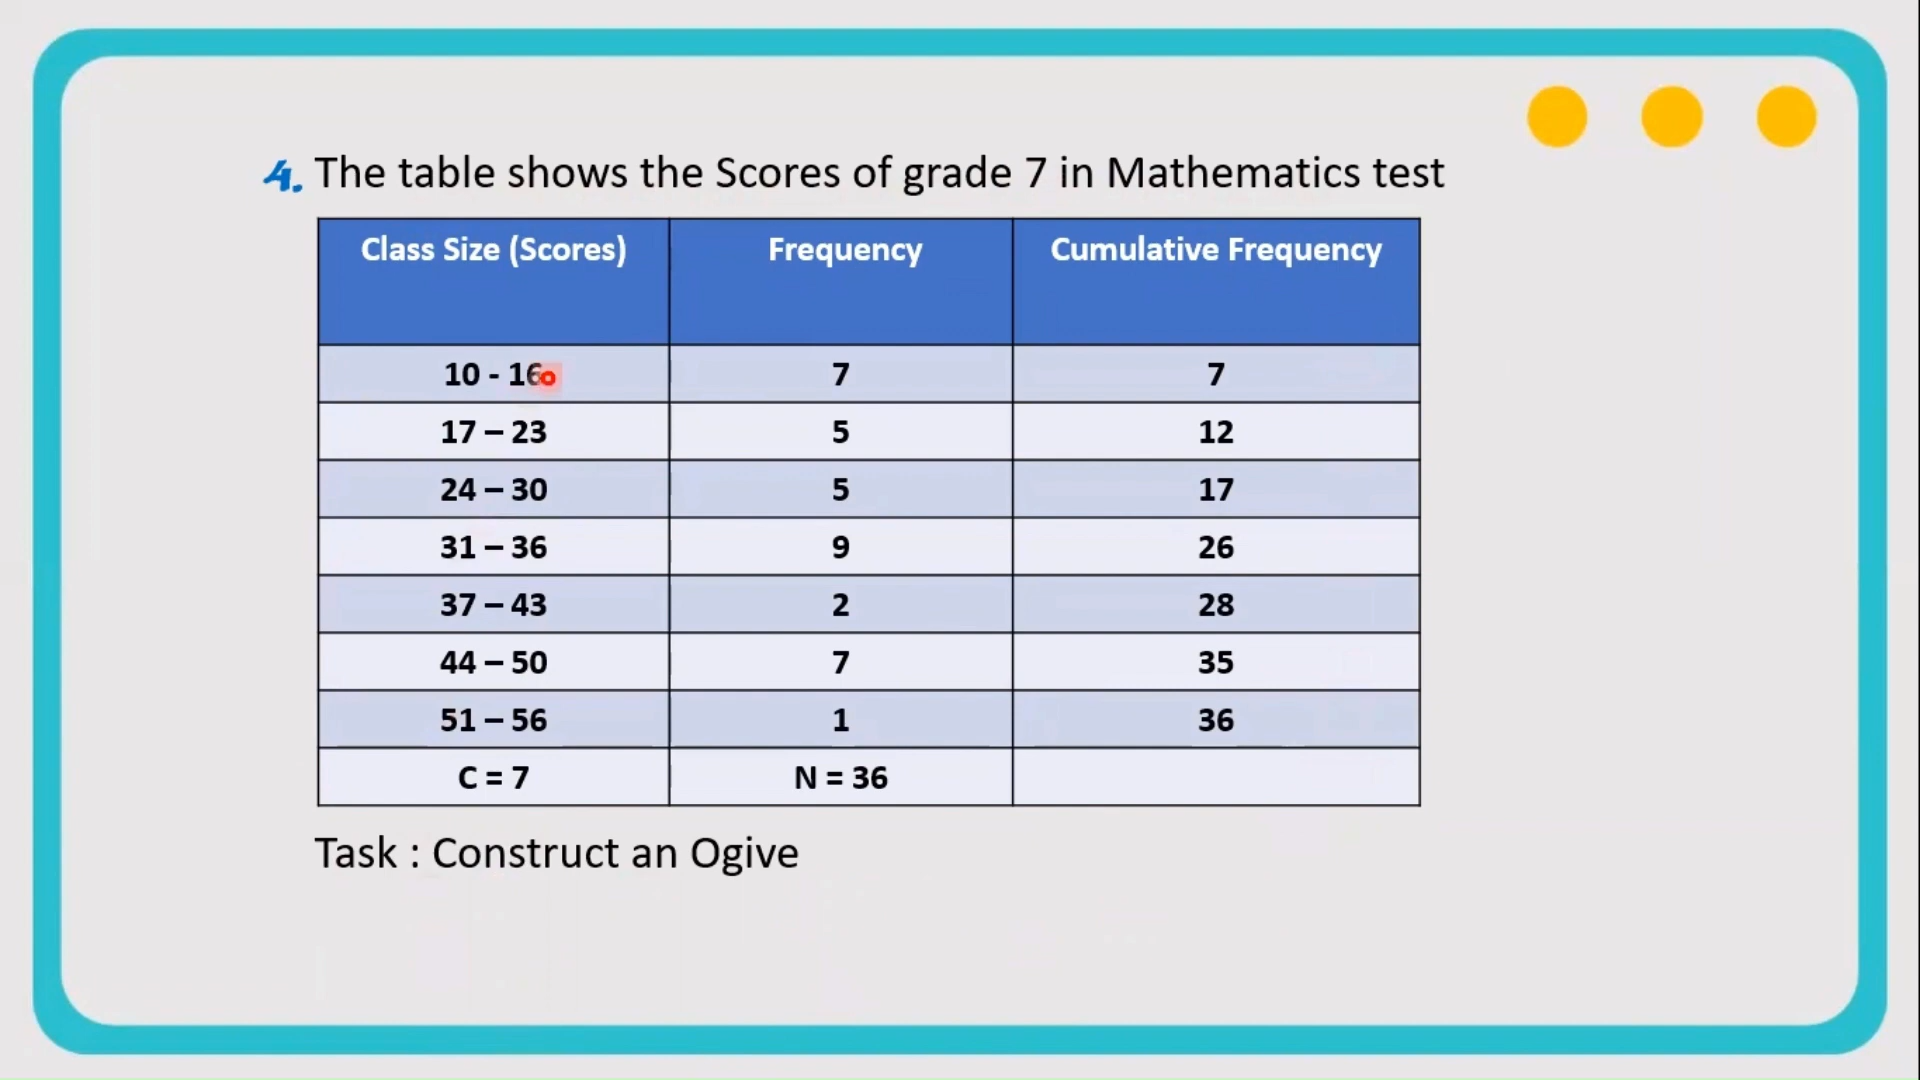 4. The table shows the Scores of grade 7 in Mathematics test
Class Size (Scores) Frequency Cumulative Frequency
10 - 16 7 7
17 – 23 5 12
24 – 30 5 17
31 – 36 9 26
37 – 43 2 28
44 – 50 7 35
51 – 56 1 36
C = 7 N = 36
Task : Construct an Ogive